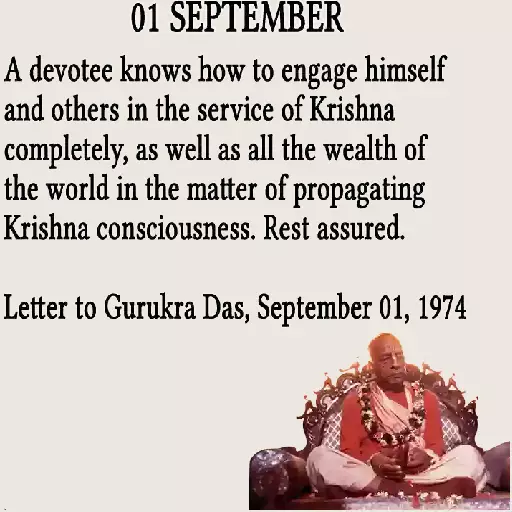 01 SEPTEMBER
A devotee knows how to engage himself
and others in the service of Krishna
completely, as well as all the wealth of
the world in the matter of propagating
Krishna consciousness. Rest assured.
Letter to Gurukra Das, September 01, 1974